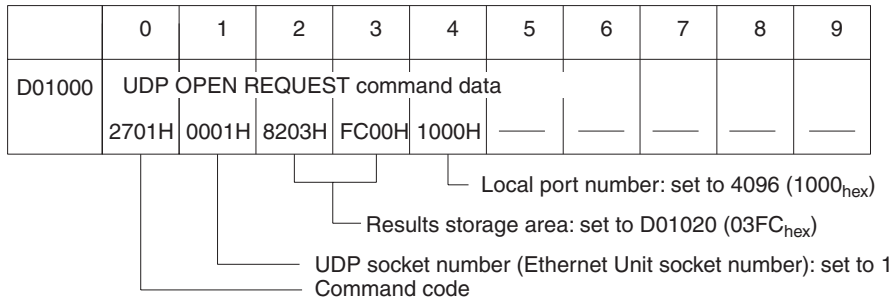 0 1 2 3 4 5 6 7 8 9
D01000 UDP OPEN REQUEST command data
2701H 0001H 8203H FC00H 1000H —— —— —— —— ——
Local port number: set to 4096 (1000hex)
Results storage area: set to D01020 (03FChex)
UDP socket number (Ethernet Unit socket number): set to 1
Command code